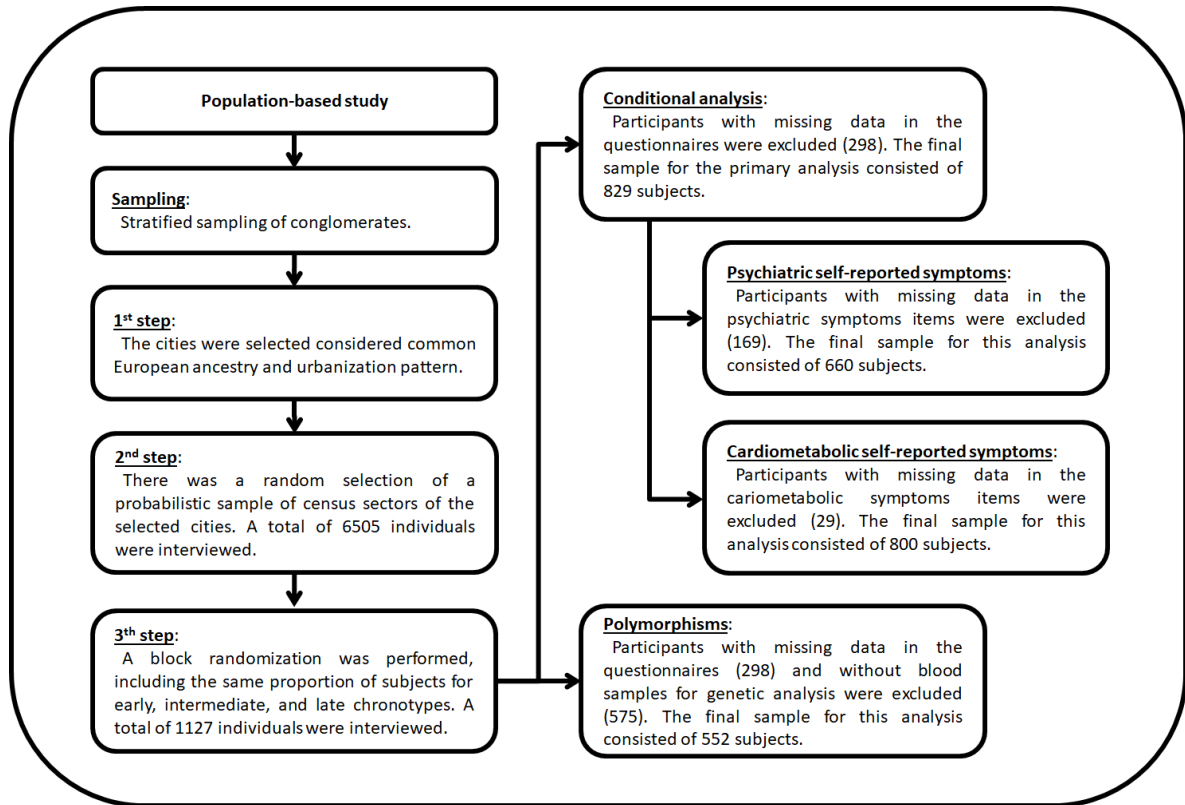 Population-based study
Sampling:
Stratified sampling of conglomerates.
1st step:
The cities were selected considered common
European ancestry and urbanization pattern.
2nd step:
There was a random selection of a
probabilistic sample of census sectors of the
selected cities. A total of 6505 individuals
were interviewed.
3th step:
A block randomization was performed,
including the same proportion of subjects for
early, intermediate, and late chronotypes. A
total of 1127 individuals were interviewed.
Conditional analysis:
Participants with missing data in the
questionnaires were excluded (298). The final
sample for the primary analysis consisted of
829 subjects.
Psychiatric self-reported symptoms:
Participants with missing data in the
psychiatric symptoms items were excluded
(169). The final sample for this analysis
consisted of 660 subjects.
Cardiometabolic self-reported symptoms:
Participants with missing data in the
cariometabolic symptoms items were
excluded (29). The final sample for this
analysis consisted of 800 subjects.
Polymorphisms:
Participants with missing data in the
questionnaires (298) and without blood
samples for genetic analysis were excluded
(575). The final sample for this analysis
consisted of 552 subjects.